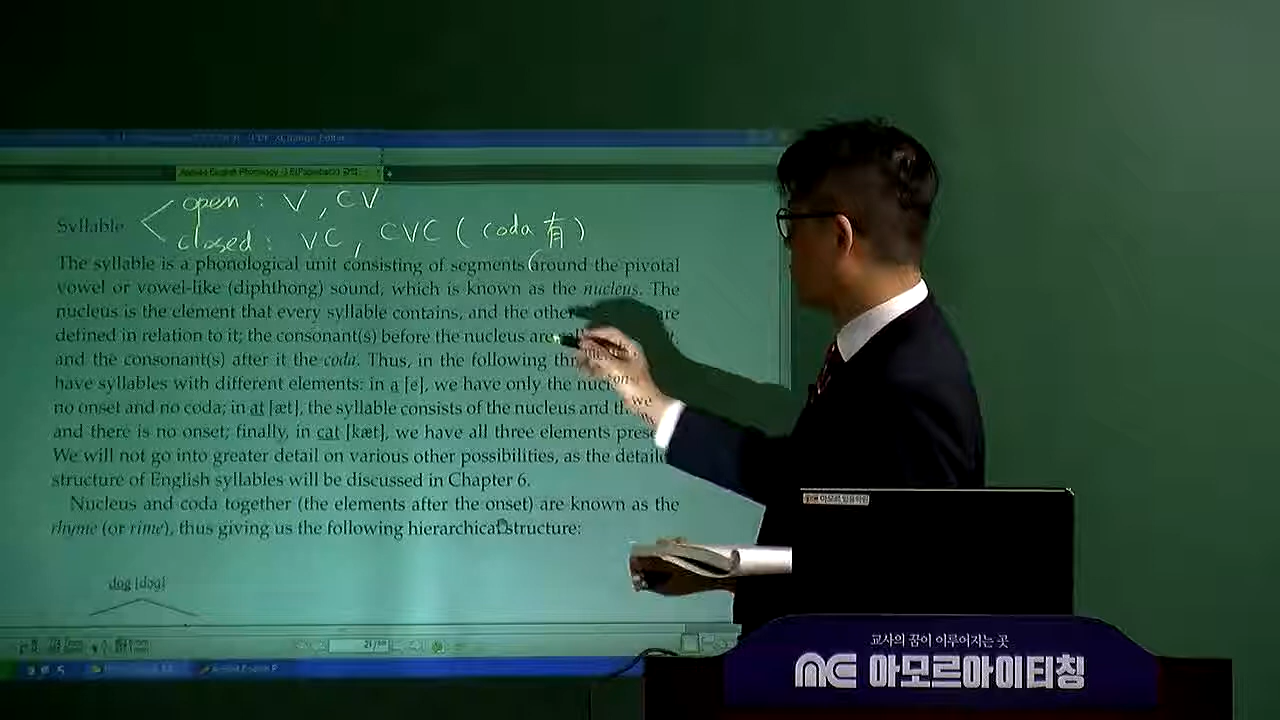 Applied English Phonology
open : V , CV
Syllable
closed : VC , CVC ( coda 有 )
The syllable is a phonological unit consisting of segments around the pivotal
vowel or vowel-like (diphthong) sound, which is known as the nucleus. The
nucleus is the element that every syllable contains, and the other are
defined in relation to it; the consonant(s) before the nucleus are
and the consonant(s) after it the coda. Thus, in the following
have syllables with different elements: in a [e], we have only the
no onset and no coda; in at [æt], the syllable consists of the nucleus and
and there is no onset; finally, in cat [kæt], we have all three elements
We will not go into greater detail on various other possibilities, as the
structure of English syllables will be discussed in Chapter 6.
Nucleus and coda together (the elements after the onset) are known as the
rhyme (or rime), thus giving us the following hierarchical structure:
dog [dɔg]
교사의 꿈이 이루어지는 곳
아모르아이티칭